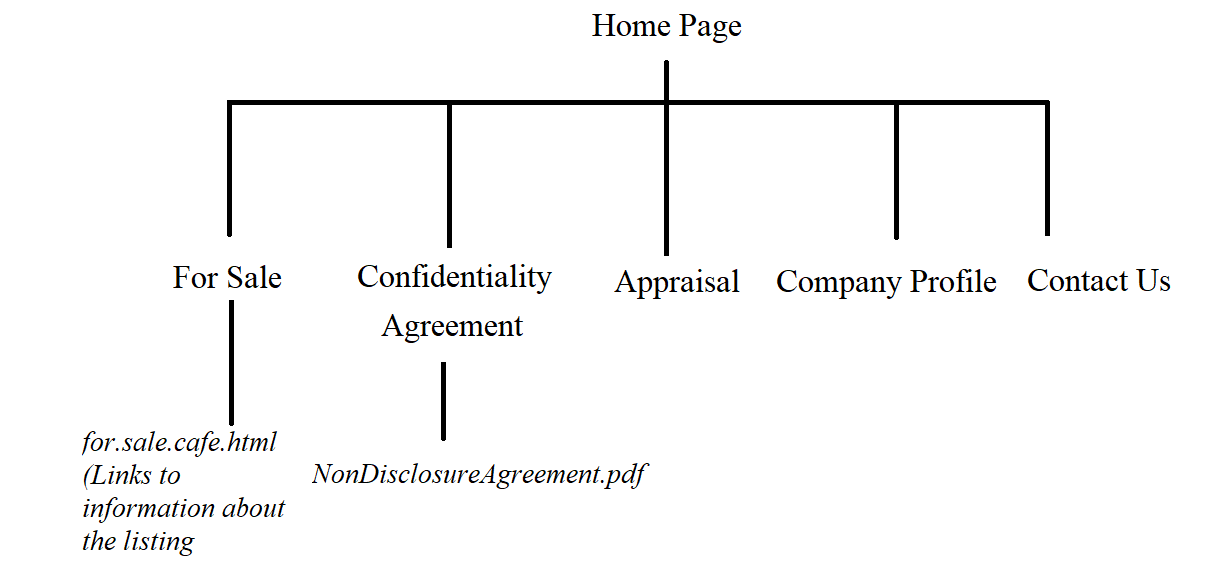 Home Page
For Sale
Confidentiality
Agreement
Appraisal
Company Profile
Contact Us
for.sale.cafe.html
(Links to
information about
the listing
NonDisclosureAgreement.pdf